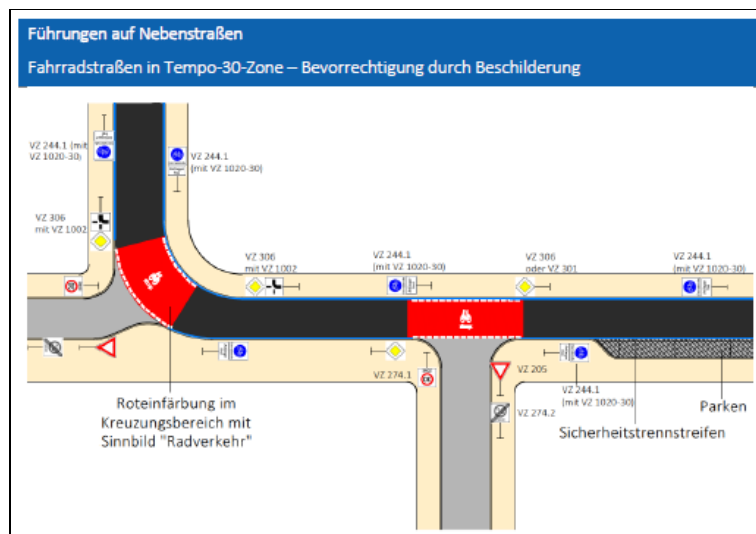 Führungen auf Nebenstraßen
Fahrradstraßen in Tempo-30-Zone – Bevorrechtigung durch Beschilderung
VZ 244.1 (mit
VZ 1020-30)
VZ 244.1
(mit VZ 1020-30)
VZ 306
mit VZ 1002
VZ 306
mit VZ 1002
VZ 244.1
(mit VZ 1020-30)
VZ 306
oder VZ 301
VZ 244.1
(mit VZ 1020-30)
VZ 274.1
VZ 205
VZ 274.2
VZ 244.1
(mit VZ 1020-30)
Parken
Sicherheitstrennstreifen
Roteinfärbung im
Kreuzungsbereich mit
Sinnbild "Radverkehr"